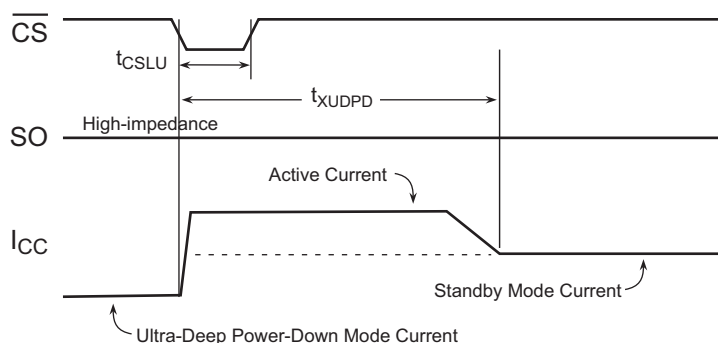 CS
tCSLU
tXUDPD
High-impedance
SO
Active Current
ICC
Standby Mode Current
Ultra-Deep Power-Down Mode Current